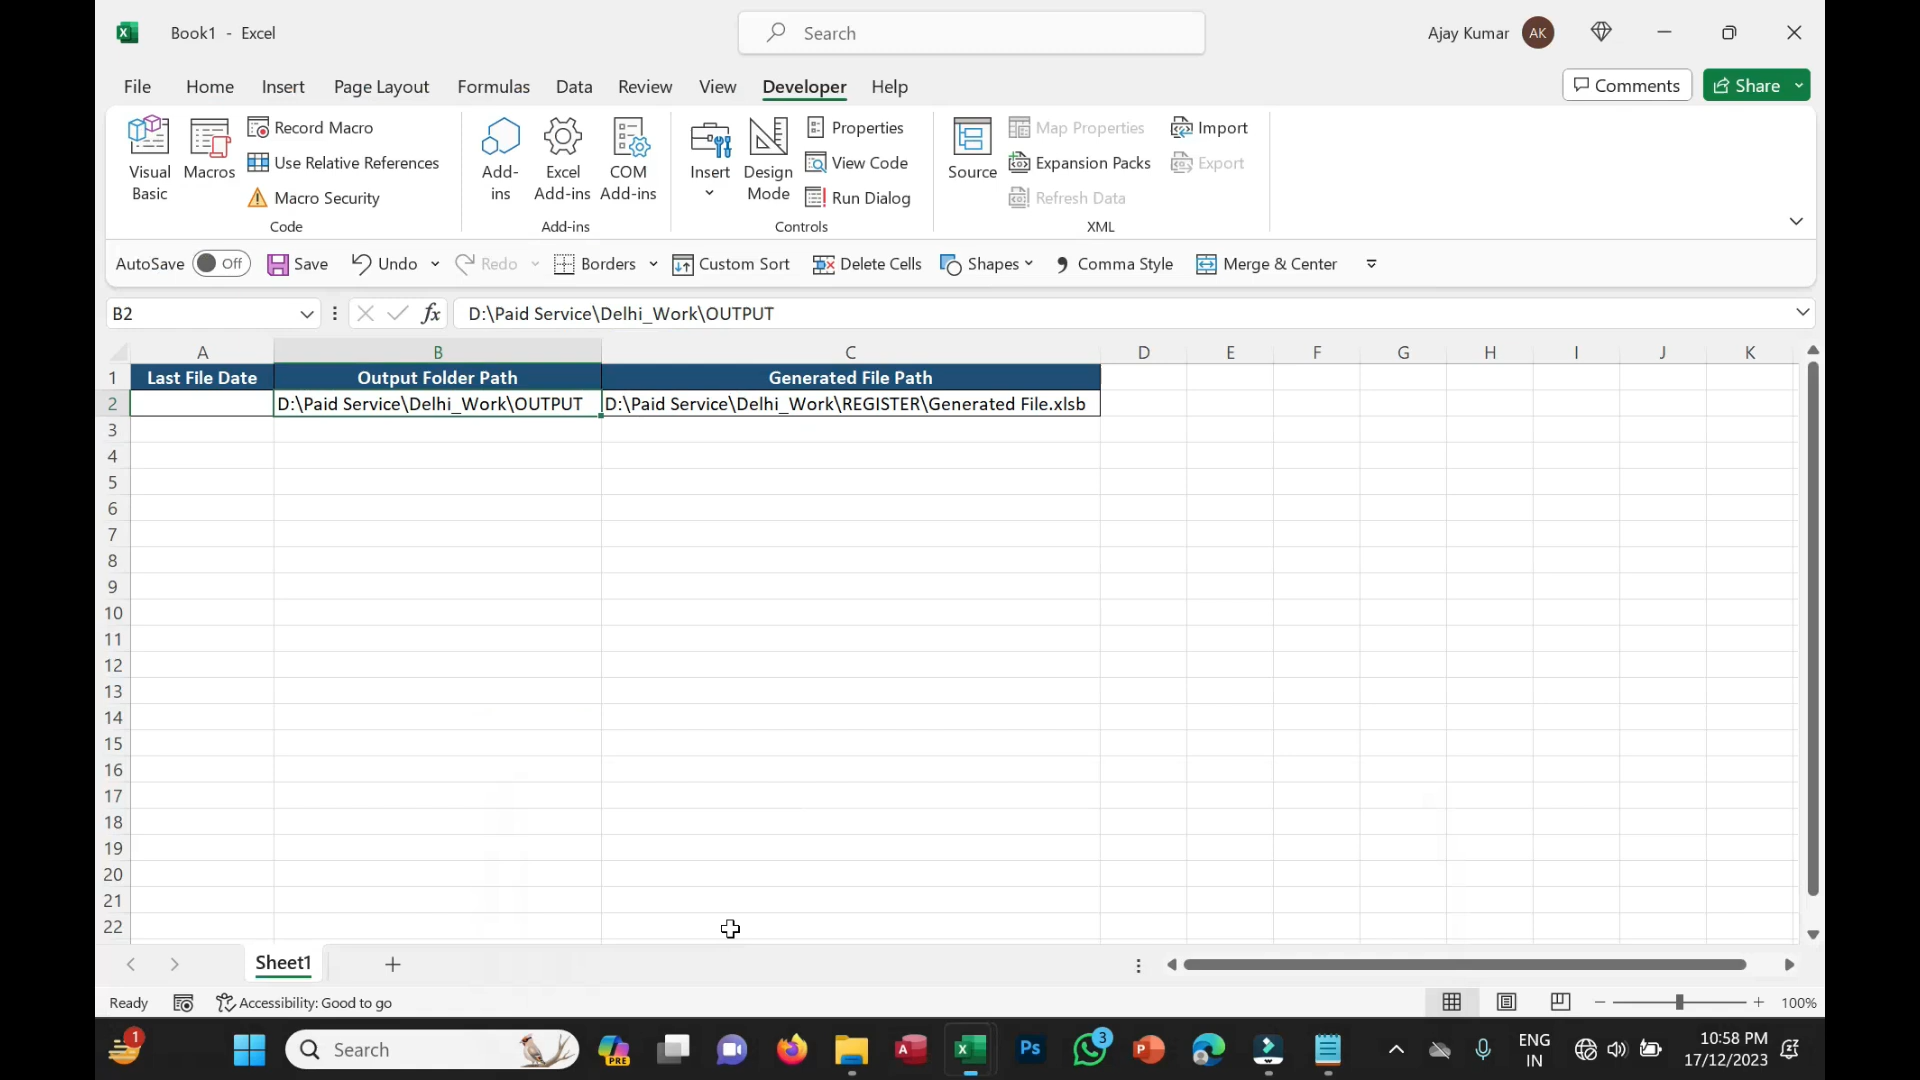 Book1 - Excel
Search
Ajay Kumar AK
File Home Insert Page Layout Formulas Data Review View Developer Help
Comments Share
Visual Basic
Macros
Record Macro
Use Relative References
Macro Security
Code
Add-ins
Excel Add-ins
COM Add-ins
Add-ins
Insert
Design Mode
Properties
View Code
Run Dialog
Controls
Source
Map Properties
Expansion Packs
Refresh Data
Import
Export
XML
AutoSave Off Save Undo Redo Borders Custom Sort Delete Cells Shapes Comma Style Merge & Center
B2 fx D:\Paid Service\Delhi_Work\OUTPUT
A B C D E F G H I J K
1 Last File Date Output Folder Path Generated File Path
2 D:\Paid Service\Delhi_Work\OUTPUT D:\Paid Service\Delhi_Work\REGISTER\Generated File.xlsb
3
4
5
6
7
8
9
10
11
12
13
14
15
16
17
18
19
20
21
22
Sheet1
Ready Accessibility: Good to go 100%
1 Search PRE A X Ps 3 P ENG IN 10:58 PM 17/12/2023